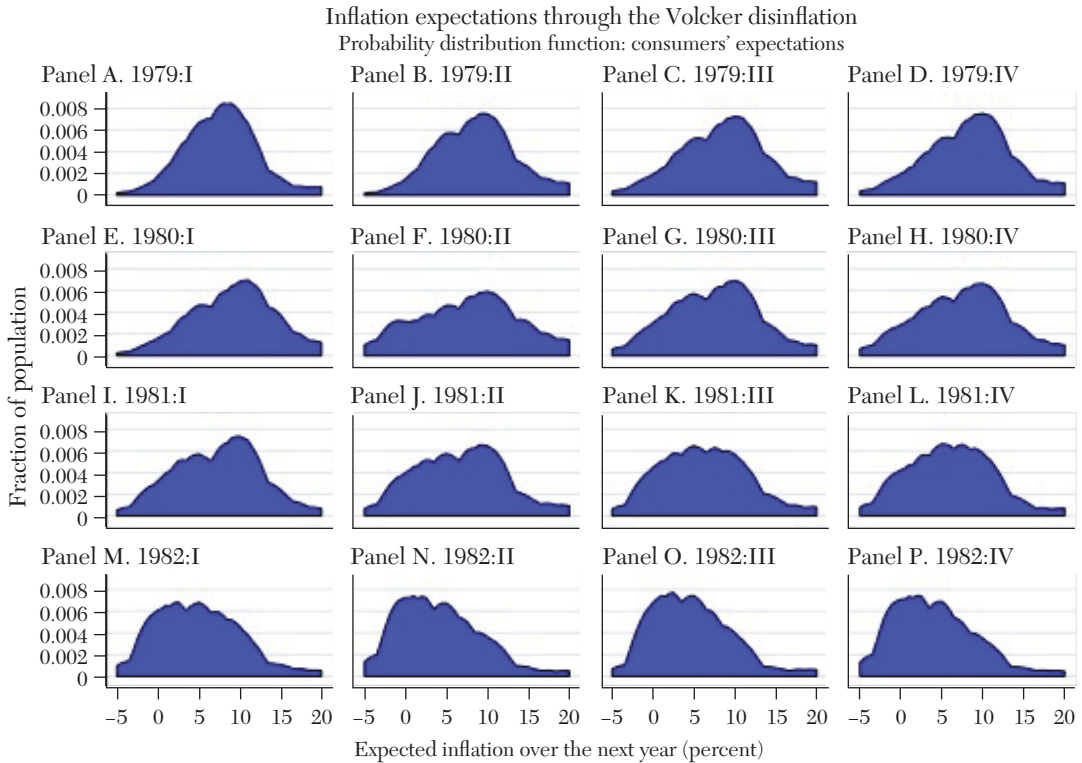 Inflation expectations through the Volcker disinflation
Probability distribution function: consumers’ expectations
Panel A. 1979:I
Panel B. 1979:II
Panel C. 1979:III
Panel D. 1979:IV
0.008
0.006
0.004
0.002
0
Panel E. 1980:I
Panel F. 1980:II
Panel G. 1980:III
Panel H. 1980:IV
0.008
0.006
0.004
0.002
0
Fraction of population
Panel I. 1981:I
Panel J. 1981:II
Panel K. 1981:III
Panel L. 1981:IV
0.008
0.006
0.004
0.002
0
Panel M. 1982:I
Panel N. 1982:II
Panel O. 1982:III
Panel P. 1982:IV
0.008
0.006
0.004
0.002
0
−5 0 5 10 15 20
−5 0 5 10 15 20
−5 0 5 10 15 20
−5 0 5 10 15 20
Expected inflation over the next year (percent)